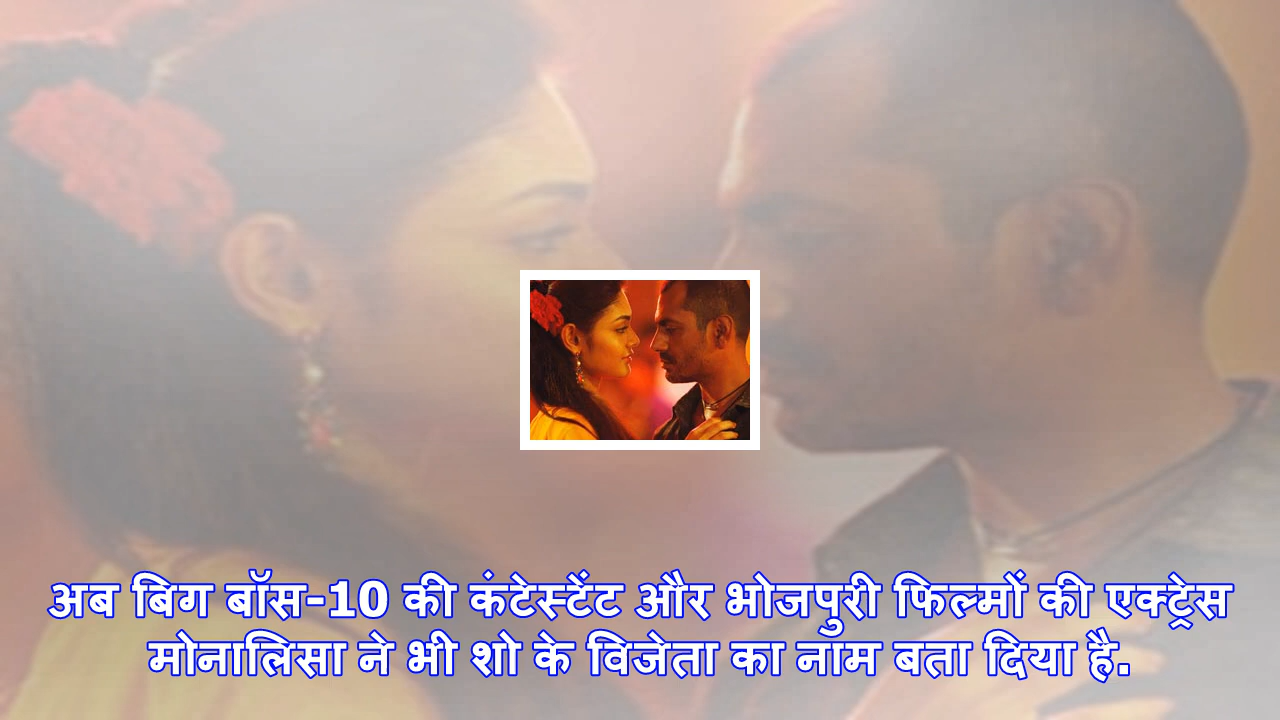 अब बिग बॉस-10 की कंटेस्टेंट और भोजपुरी फिल्मों की एक्ट्रेस
मोनालिसा ने भी शो के विजेता का नाम बता दिया है.